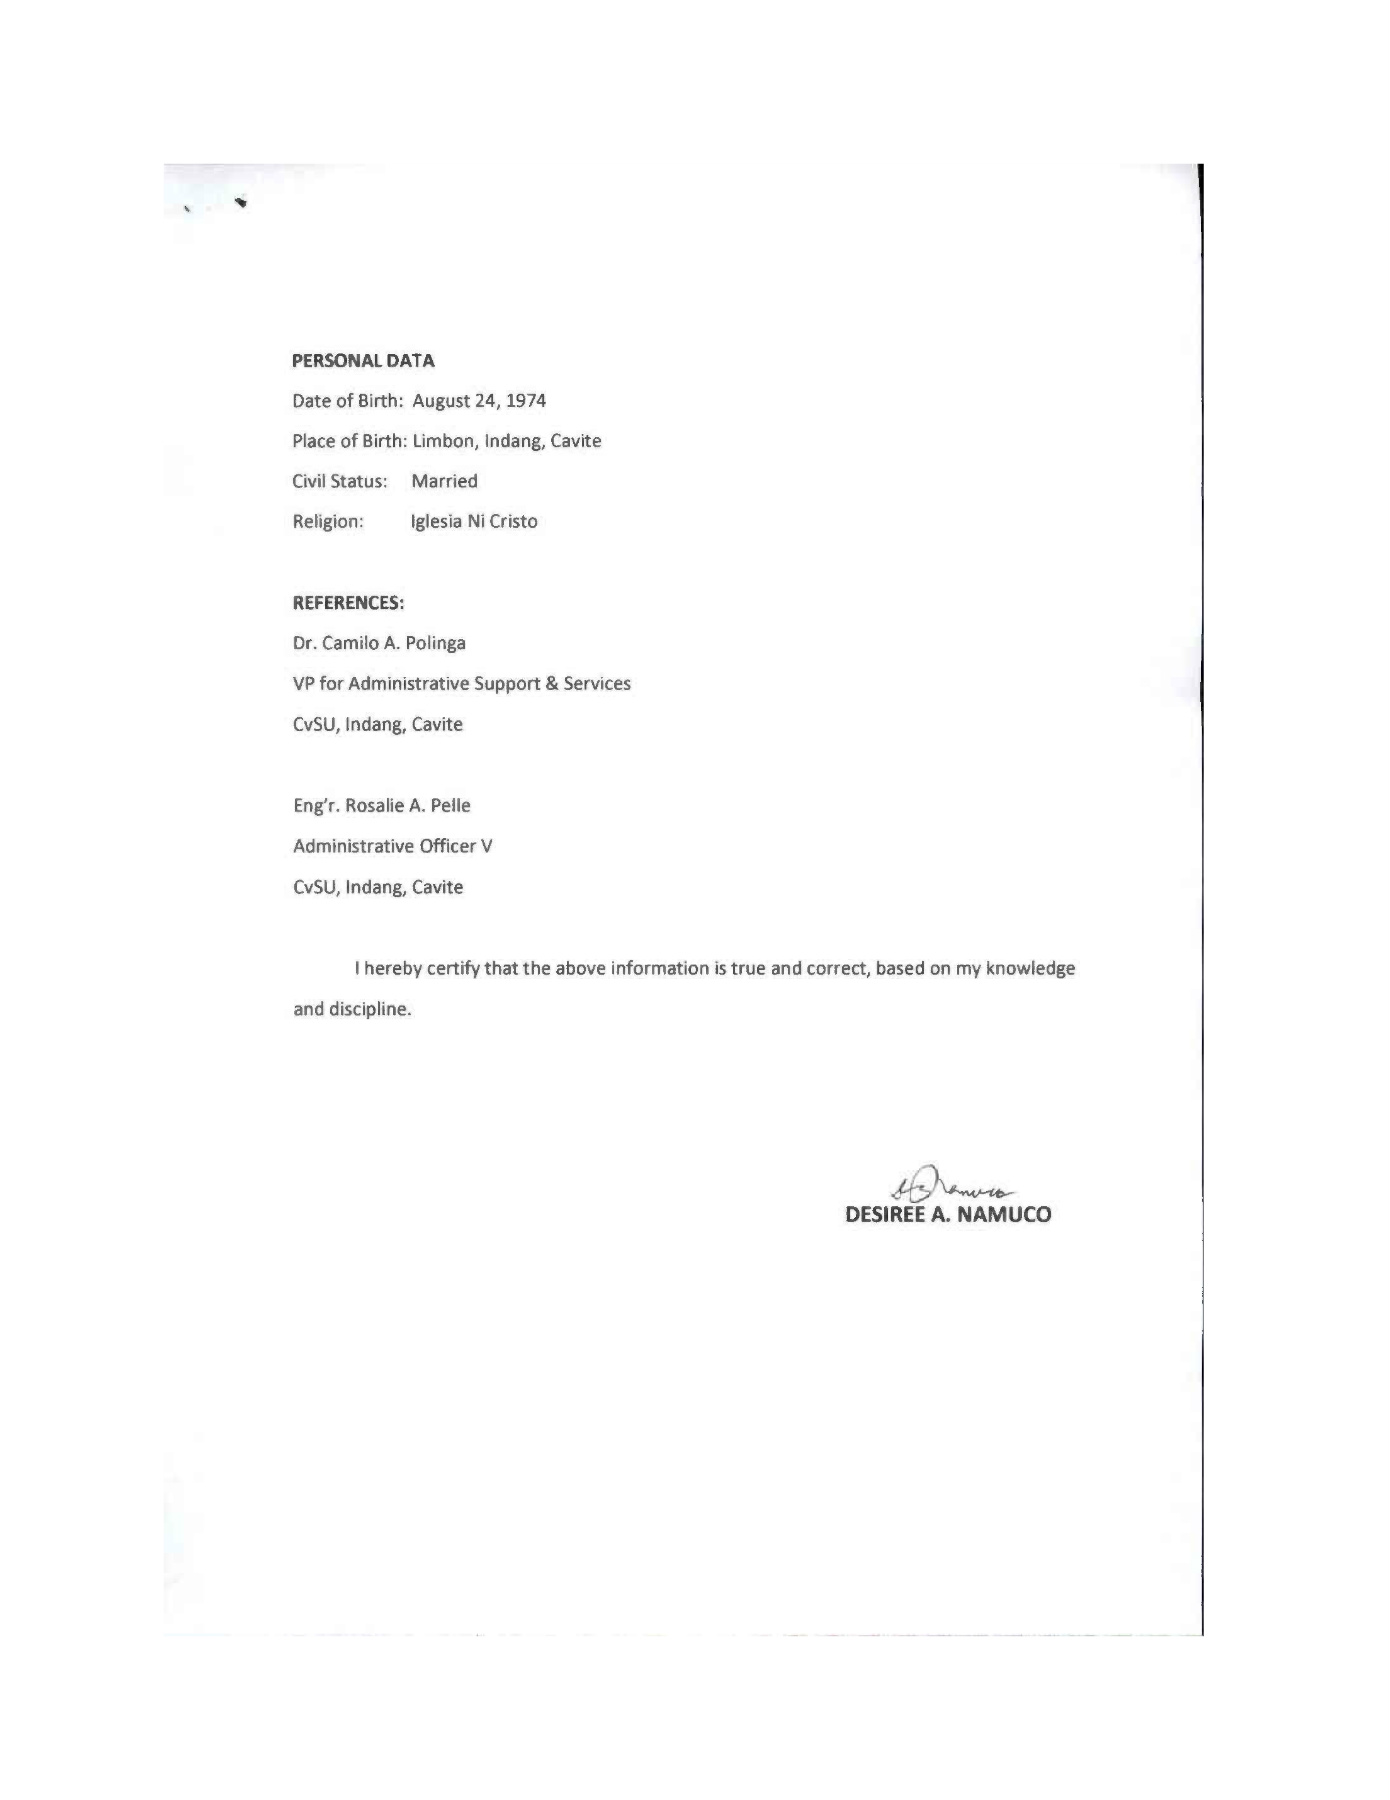 PERSONAL DATA
Date of Birth: August 24, 1974
Place of Birth: Limbon, Indang, Cavite
Civil Status: Married
Religion: Iglesia Ni Cristo
REFERENCES:
Dr. Camilo A. Polinga
VP for Administrative Support & Services
CvSU, Indang, Cavite
Eng'r. Rosalie A. Pelle
Administrative Officer V
CvSU, Indang, Cavite
I hereby certify that the above information is true and correct, based on my knowledge
and discipline.
DESIREE A. NAMUCO